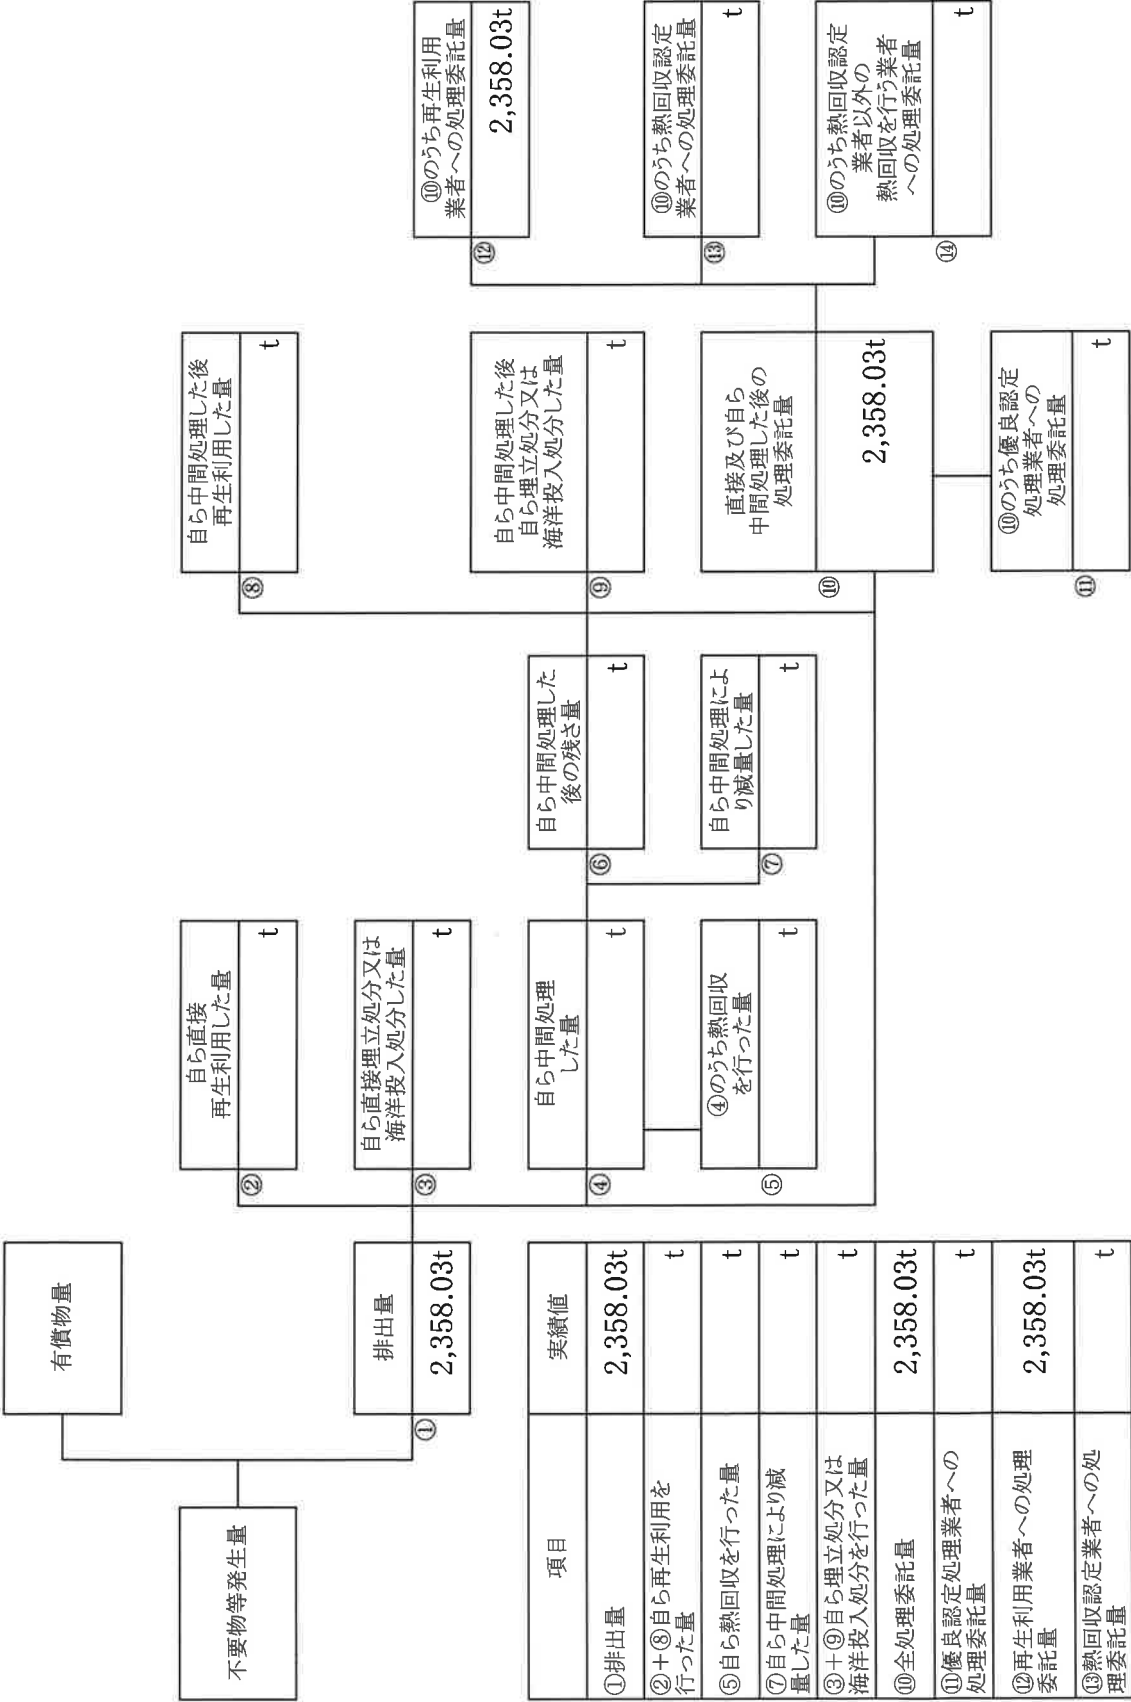 不要物等発生量
有償物量
①
排出量
2,358.03t
②
自ら直接
再生利用した量
t
③
自ら直接埋立処分又は
海洋投入処分した量
t
④
自ら中間処理
した量
t
⑤
④のうち熱回収
を行った量
t
⑥
自ら中間処理した
後の残さ量
t
⑦
自ら中間処理によ
り減量した量
t
⑧
自ら中間処理した後
再生利用した量
t
⑨
自ら中間処理した後
自ら埋立処分又は
海洋投入処分した量
t
⑩
直接及び自ら
中間処理した後の
処理委託量
2,358.03t
⑪
⑩のうち優良認定
処理業者への
処理委託量
t
⑫
⑩のうち再生利用
業者への処理委託量
2,358.03t
⑬
⑩のうち熱回収認定
業者への処理委託量
t
⑭
⑩のうち熱回収認定
業者以外の
熱回収を行う業者
への処理委託量
t
項目 実績値
①排出量 2,358.03t
②+⑧自ら再生利用を
行った量 t
⑤自ら熱回収を行った量 t
⑦自ら中間処理により減
量した量 t
③+⑨自ら埋立処分又は
海洋投入処分を行った量 t
⑩全処理委託量 2,358.03t
⑪優良認定処理業者への
処理委託量 t
⑫再生利用業者への処理
委託量 2,358.03t
⑬熱回収認定業者への処
理委託量 t